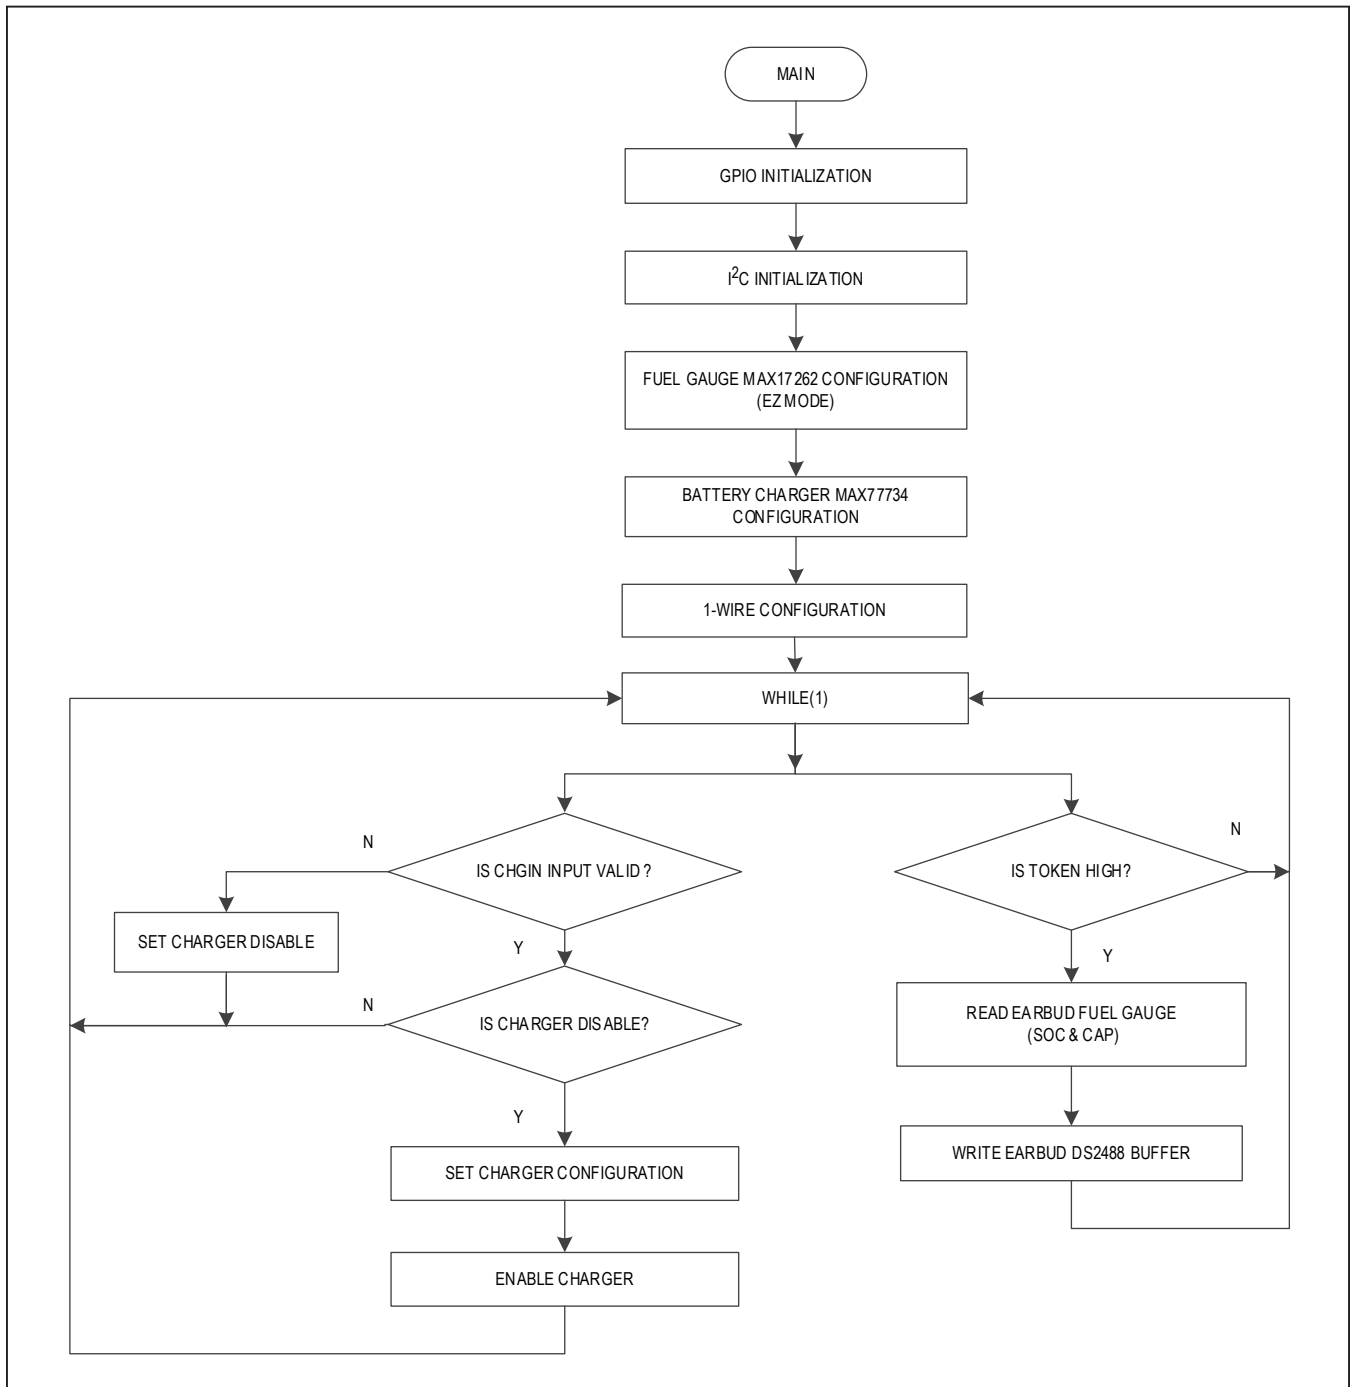 MAIN
GPIO INITIALIZATION
I²C INITIALIZATION
FUEL GAUGE MAX17262 CONFIGURATION
(EZ MODE)
BATTERY CHARGER MAX77734
CONFIGURATION
1-WIRE CONFIGURATION
WHILE(1)
N
IS CHGIN INPUT VALID ?
SET CHARGER DISABLE
Y
N
IS CHARGER DISABLE?
Y
SET CHARGER CONFIGURATION
ENABLE CHARGER
IS TOKEN HIGH?
N
Y
READ EARBUD FUEL GAUGE
(SOC & CAP)
WRITE EARBUD DS2488 BUFFER